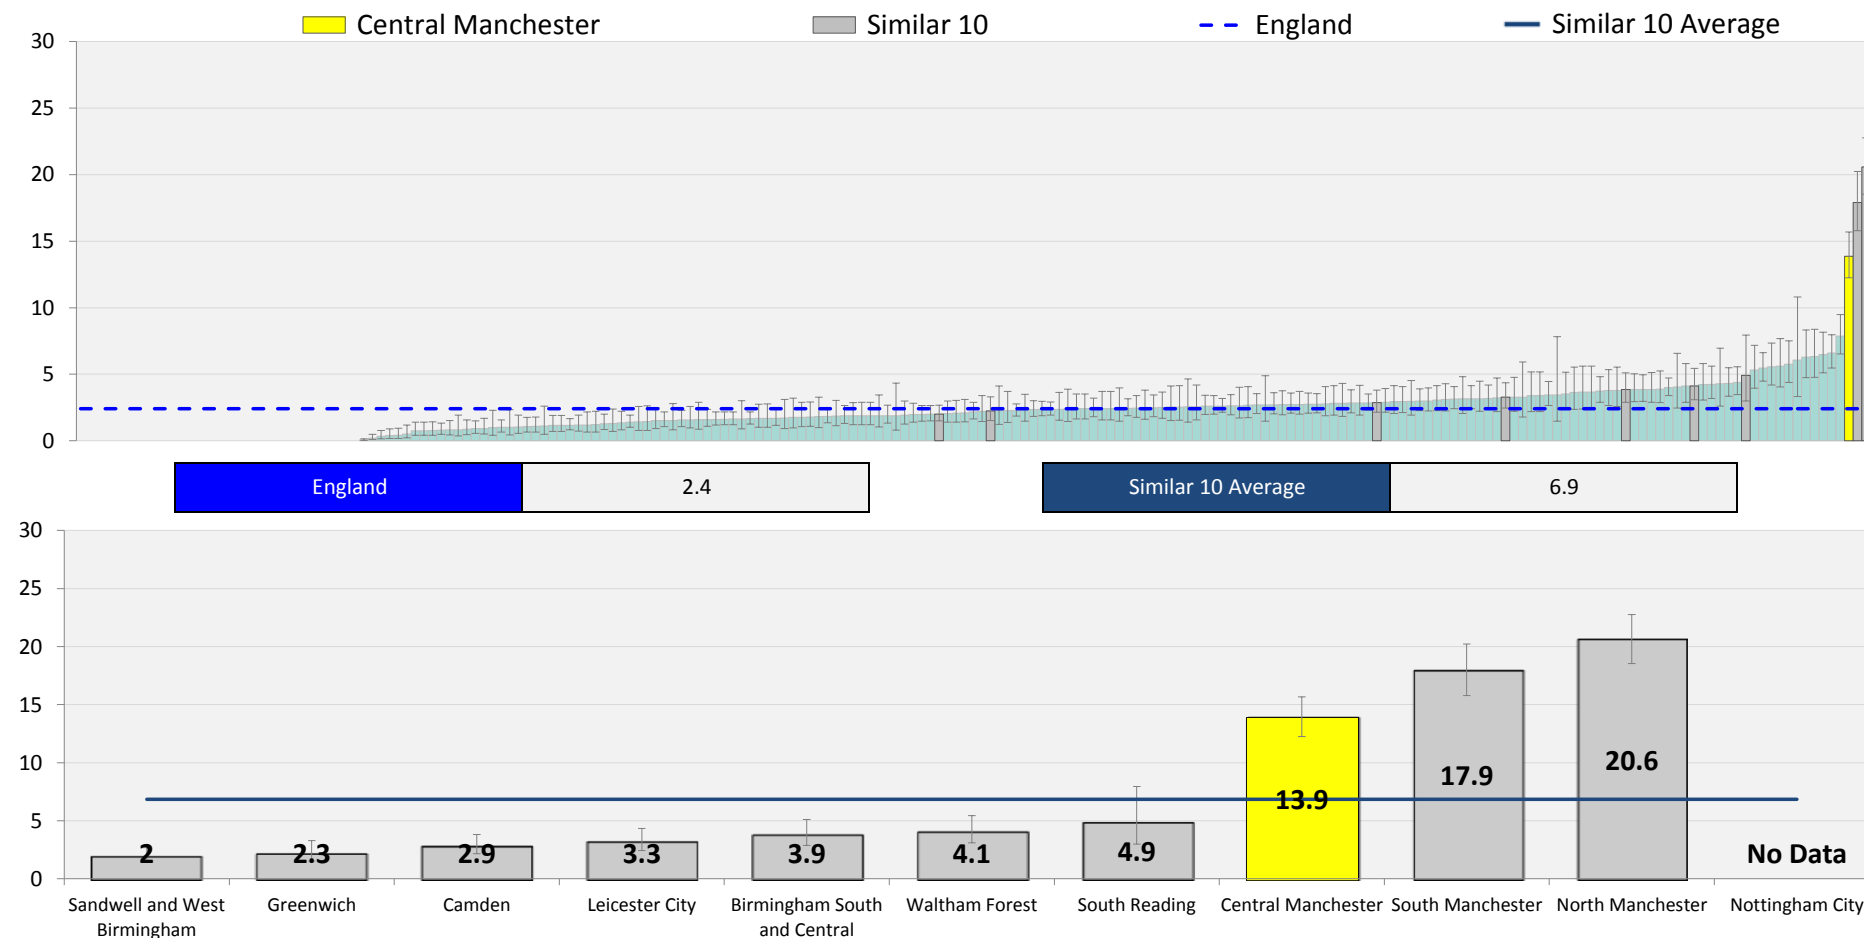 Central Manchester
Similar 10
England
Similar 10 Average
30
25
20
15
10
5
0
England
2.4
Similar 10 Average
6.9
30
25
20
15
10
5
0
2
2.3
2.9
3.3
3.9
4.1
4.9
13.9
17.9
20.6
No Data
Sandwell and West
Birmingham
Greenwich
Camden
Leicester City
Birmingham South
and Central
Waltham Forest
South Reading
Central Manchester
South Manchester
North Manchester
Nottingham City